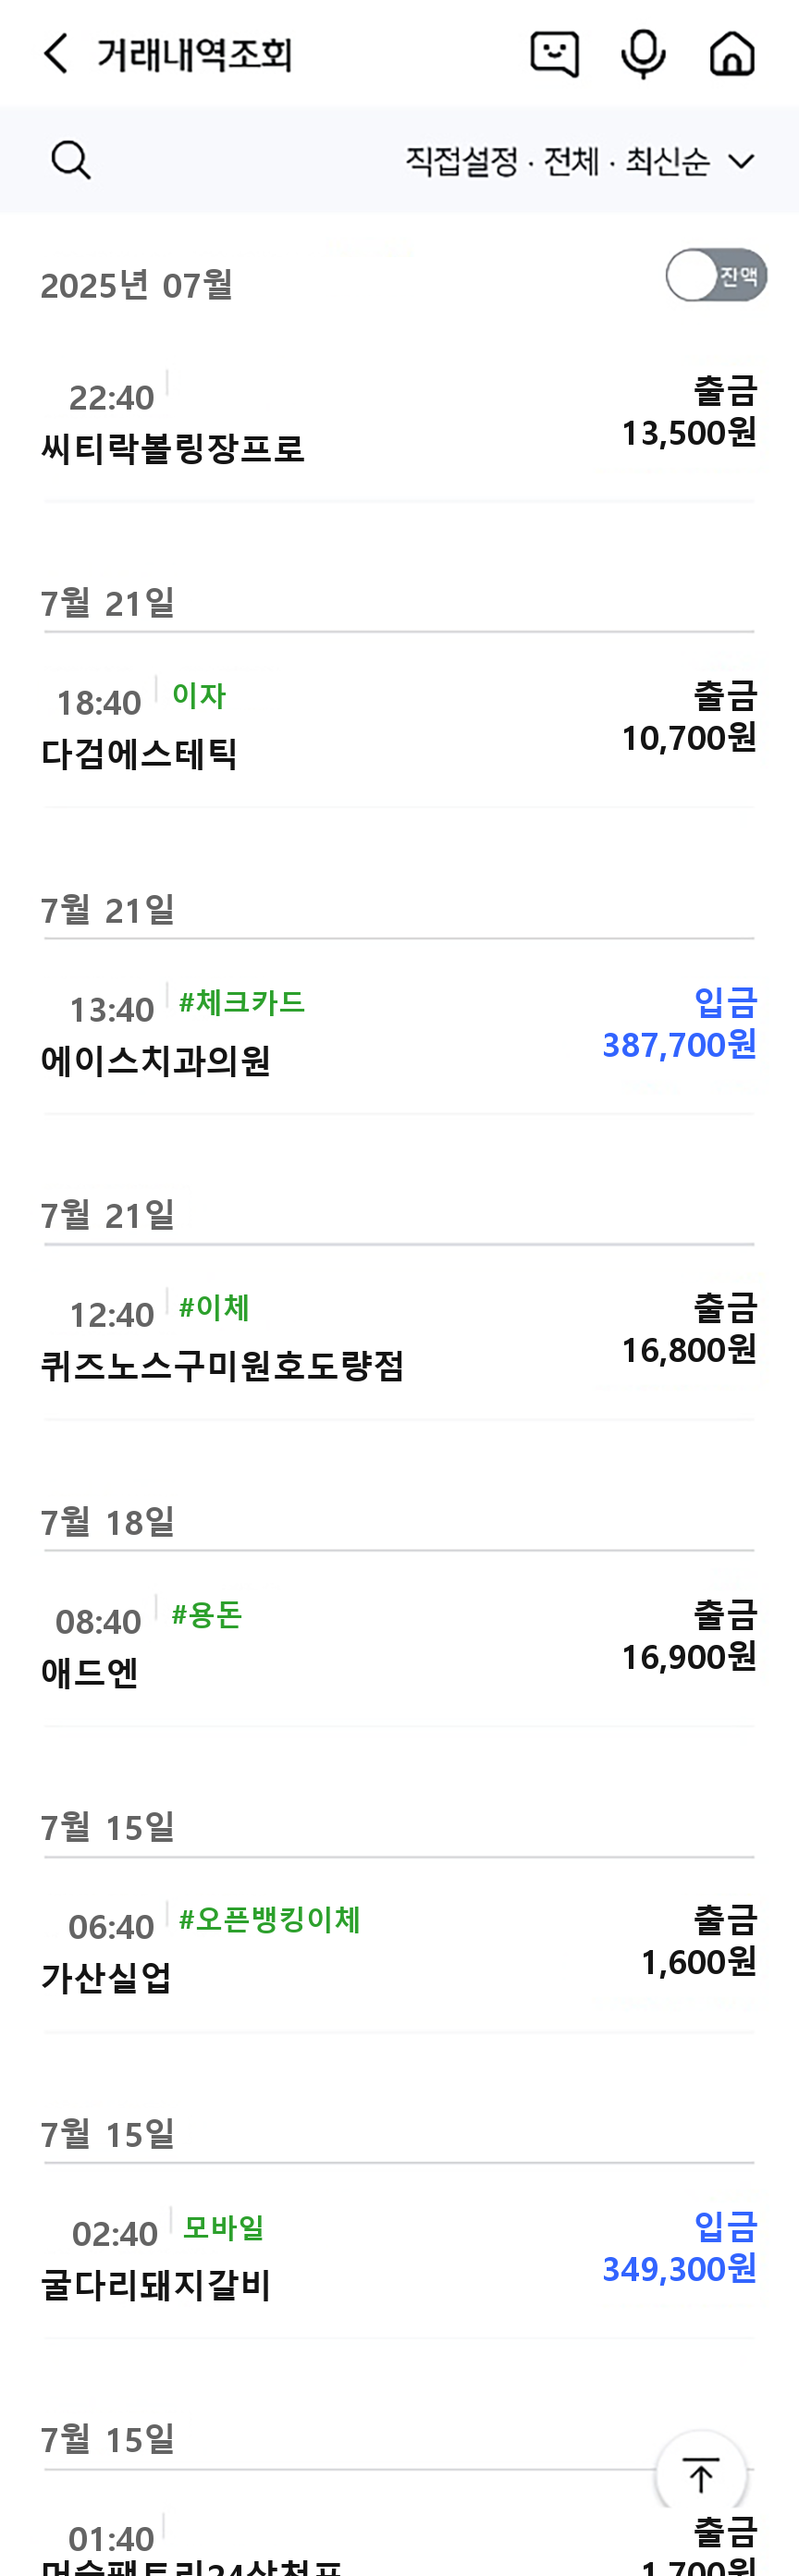 거래내역조회
직접설정 · 전체 · 최신순
2025년 07월
잔액
22:40
출금
씨티락볼링장프로
13,500원
7월 21일
18:40 이자
출금
다검에스테틱
10,700원
7월 21일
13:40 #체크카드
입금
에이스치과의원
387,700원
7월 21일
12:40 #이체
출금
퀴즈노스구미원호도량점
16,800원
7월 18일
08:40 #용돈
출금
애드엔
16,900원
7월 15일
06:40 #오픈뱅킹이체
출금
가산실업
1,600원
7월 15일
02:40 모바일
입금
굴다리돼지갈비
349,300원
7월 15일
01:40
출금
1,700원